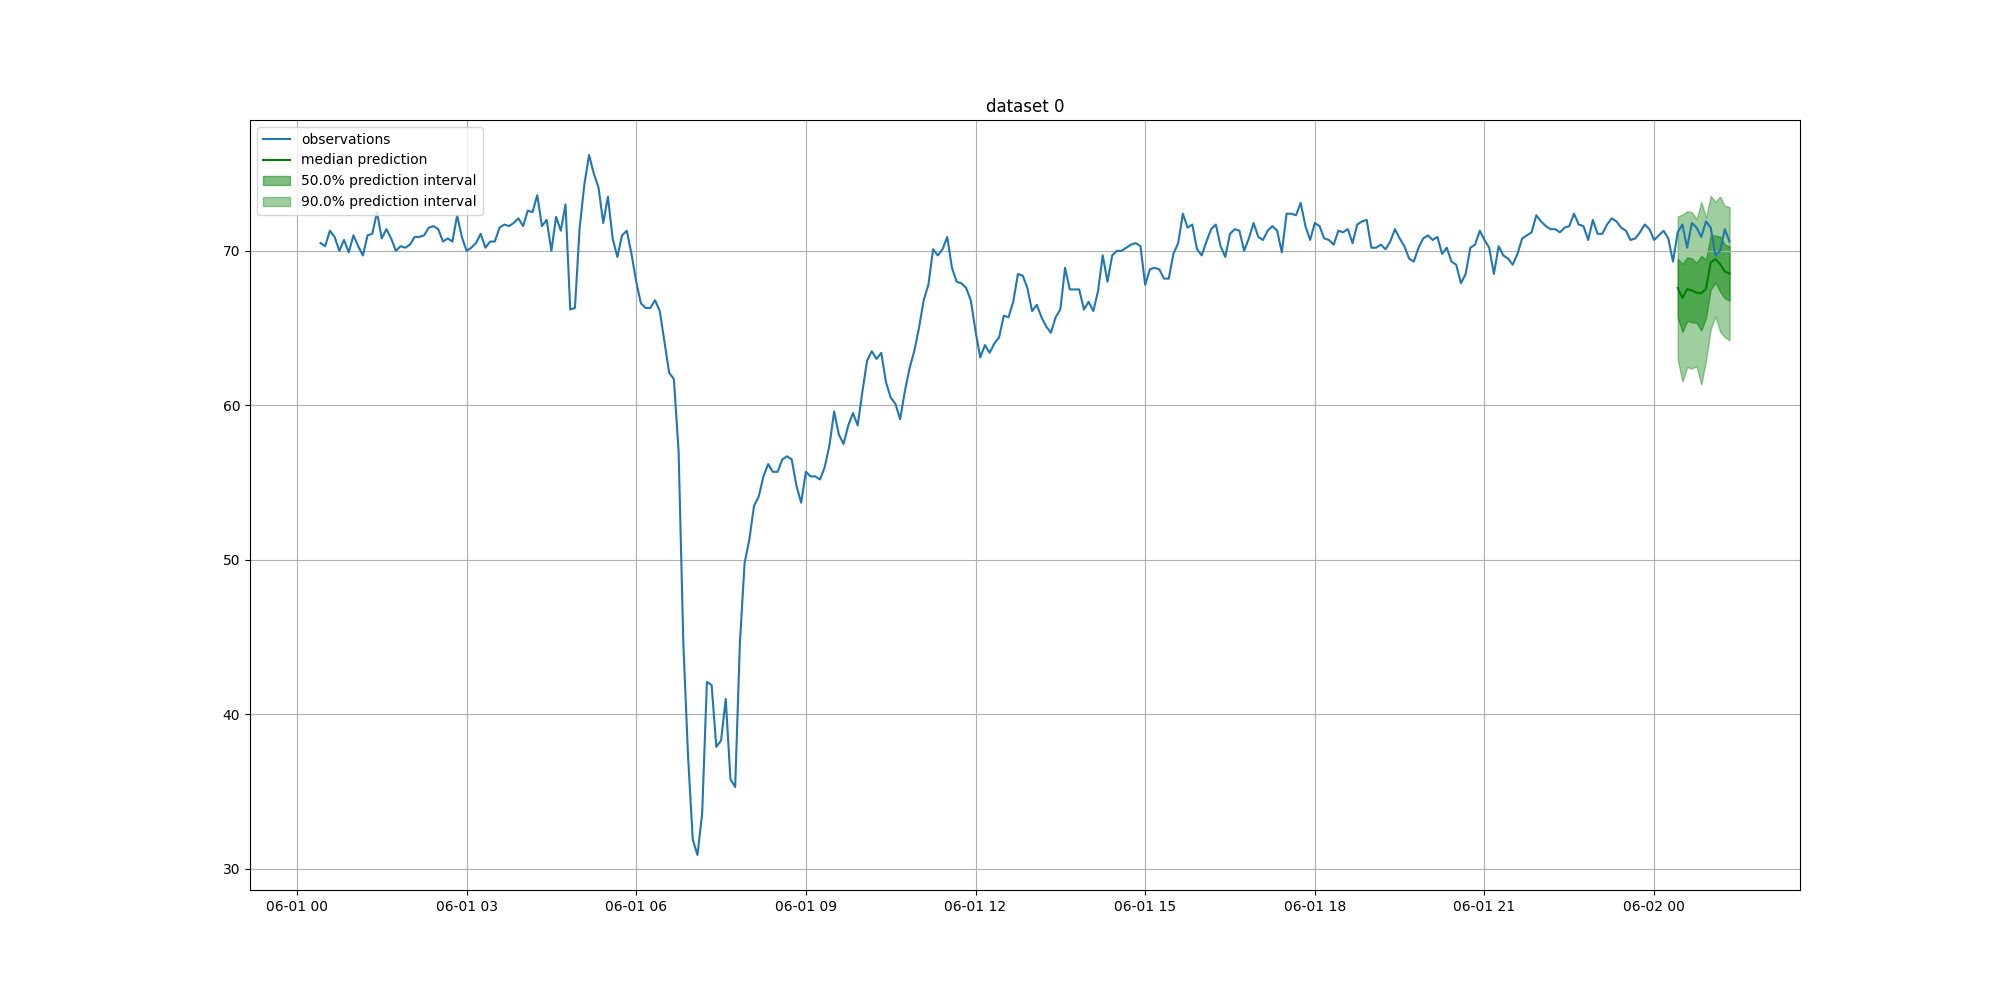 dataset 0
observations
median prediction
50.0% prediction interval
90.0% prediction interval
70
60
50
40
30
06-01 00 06-01 03 06-01 06 06-01 09 06-01 12 06-01 15 06-01 18 06-01 21 06-02 00